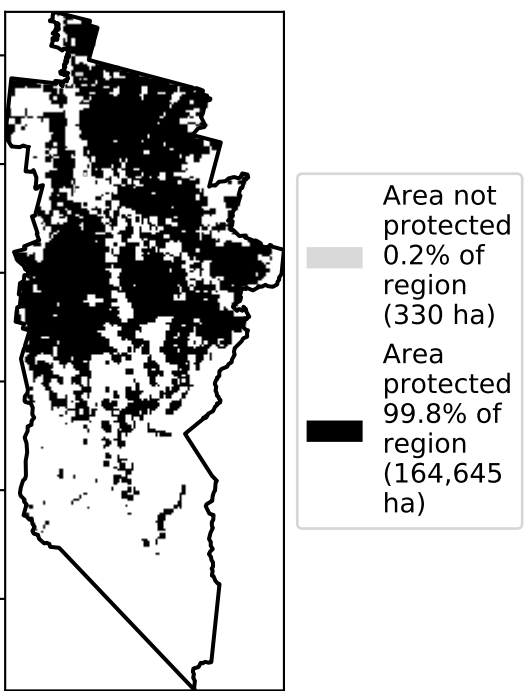 Area not
protected
0.2% of
region
(330 ha)
Area
protected
99.8% of
region
(164,645
ha)